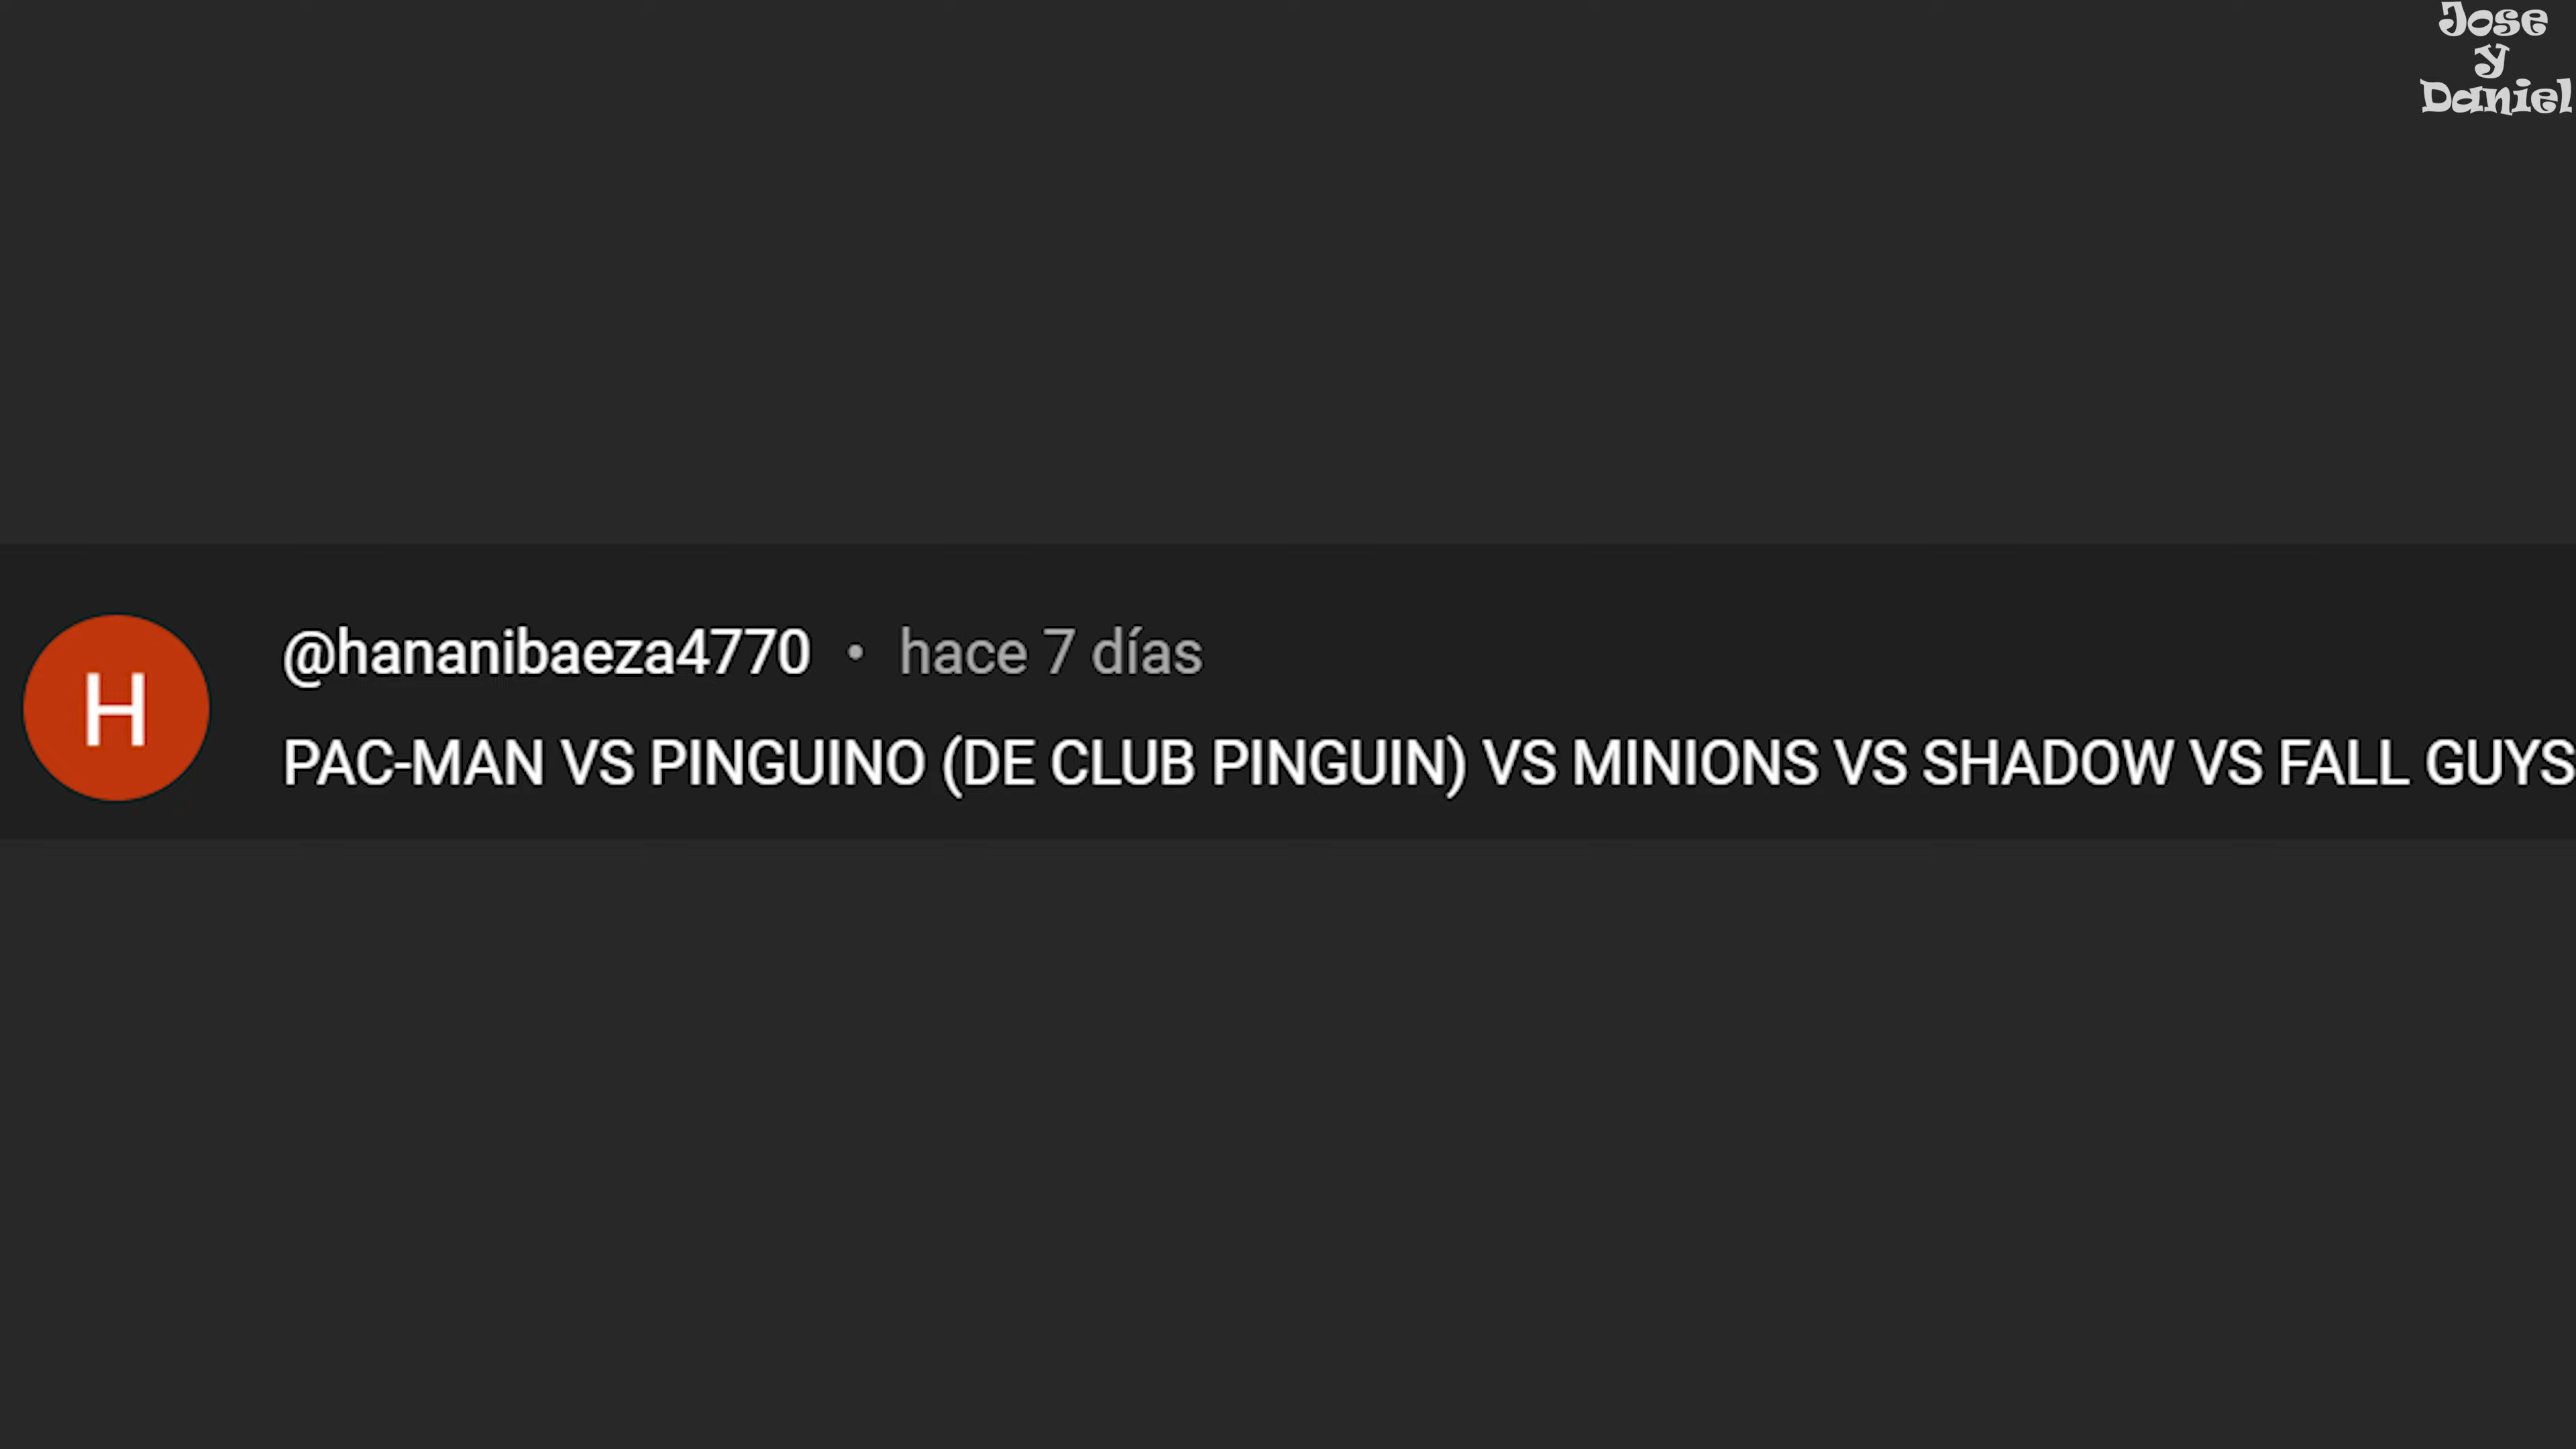 Jose
y
Daniel
H
@hananibaeza4770 • hace 7 días
PAC-MAN VS PINGUINO (DE CLUB PINGUIN) VS MINIONS VS SHADOW VS FALL GUYS